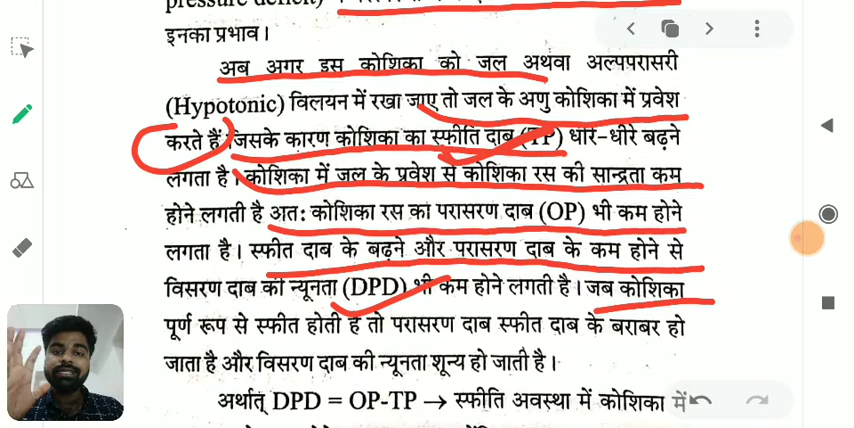 pressure deficit)
इनका प्रभाव।
अब अगर इस कोशिका को जल अथवा अल्पपरासरी
(Hypotonic) विलयन में रखा जाए तो जल के अणु कोशिका में प्रवेश
करते हैं जिसके कारण कोशिका का स्फीति दाब (TP) धीरे-धीरे बढ़ने
लगता है। कोशिका में जल के प्रवेश से कोशिका रस की सान्द्रता कम
होने लगती है अतः कोशिका रस का परासरण दाब (OP) भी कम होने
लगता है। स्फीत दाब के बढ़ने और परासरण दाब के कम होने से
विसरण दाब की न्यूनता (DPD) भी कम होने लगती है। जब कोशिका
पूर्ण रूप से स्फीत होती है तो परासरण दाब स्फीत दाब के बराबर हो
जाता है और विसरण दाब की न्यूनता शून्य हो जाती है।
अर्थात् DPD = OP-TP → स्फीति अवस्था में कोशिका में